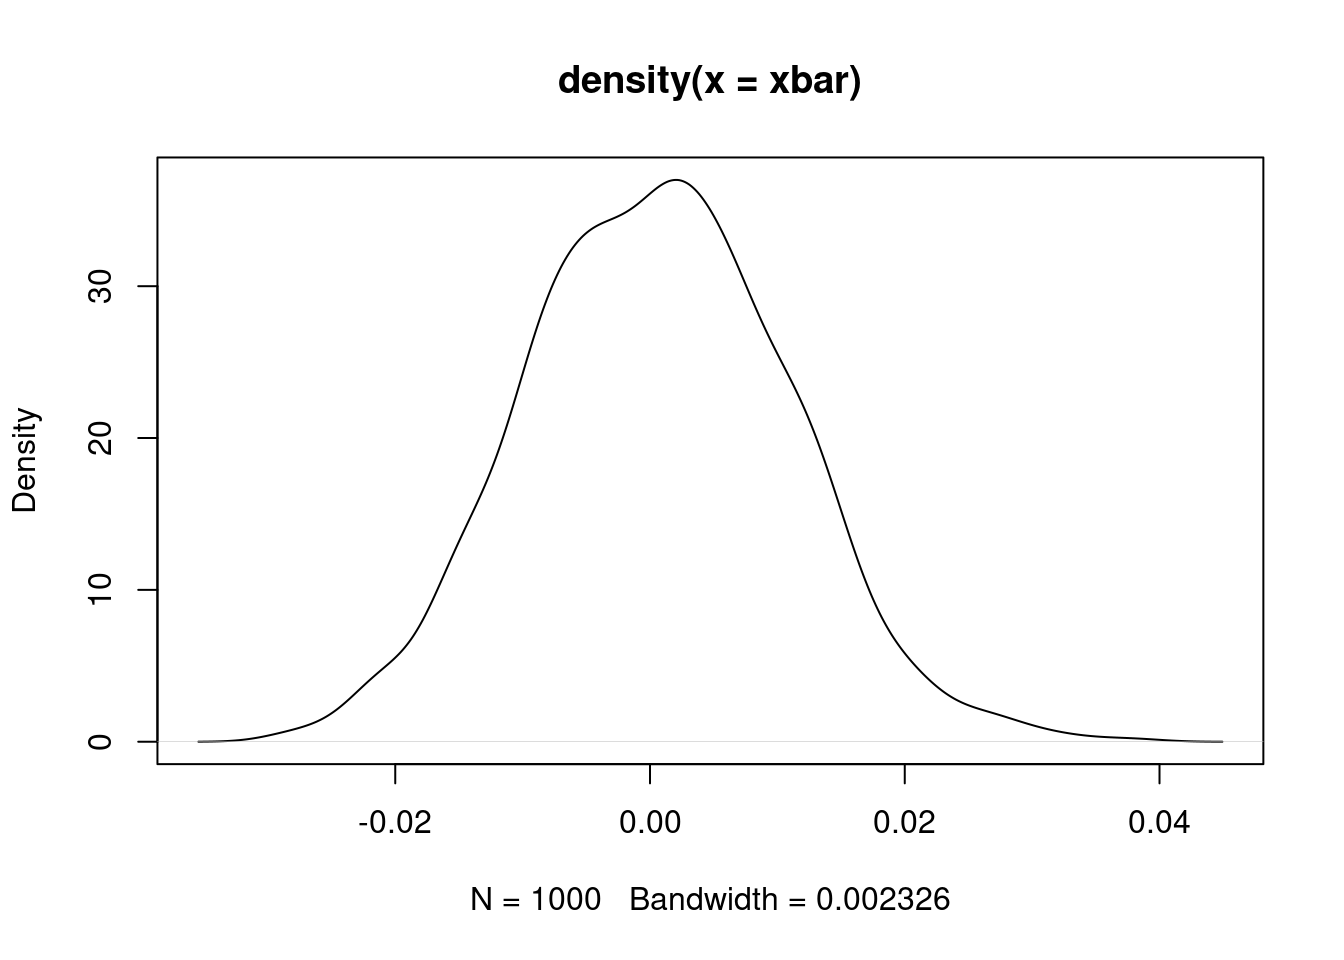 density(x = xbar)
Density
30
20
10
0
-0.02 0.00 0.02 0.04
N = 1000 Bandwidth = 0.002326